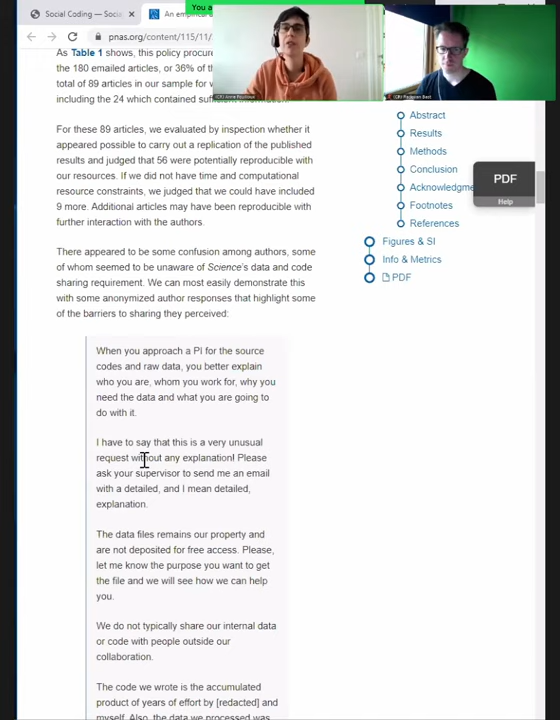 Social Coding
An empirical
You a
pnas.org/content/115/11/
As Table 1 shows, this policy procure
the 180 emailed articles, or 36% of th
total of 89 articles in our sample for w
including the 24 which contained sufficient information.
For these 89 articles, we evaluated by inspection whether it
appeared possible to carry out a replication of the published
results and judged that 56 were potentially reproducible with
our resources. If we did not have time and computational
resource constraints, we judged that we could have included
9 more. Additional articles may have been reproducible with
further interaction with the authors.
There appeared to be some confusion among authors, some
of whom seemed to be unaware of Science's data and code
sharing requirement. We can most easily demonstrate this
with some anonymized author responses that highlight some
of the barriers to sharing they perceived:
When you approach a PI for the source
codes and raw data, you better explain
who you are, whom you work for, why you
need the data and what you are going to
do with it.
I have to say that this is a very unusual
request without any explanation! Please
ask your supervisor to send me an email
with a detailed, and I mean detailed,
explanation.
The data files remains our property and
are not deposited for free access. Please,
let me know the purpose you want to get
the file and we will see how we can help
you.
We do not typically share our internal data
or code with people outside our
collaboration.
The code we wrote is the accumulated
product of years of effort by [redacted] and
myself. Also, the data we processed was
Abstract
Results
Methods
Conclusion
Acknowledgme
Footnotes
References
Figures & SI
Info & Metrics
PDF
PDF
Help